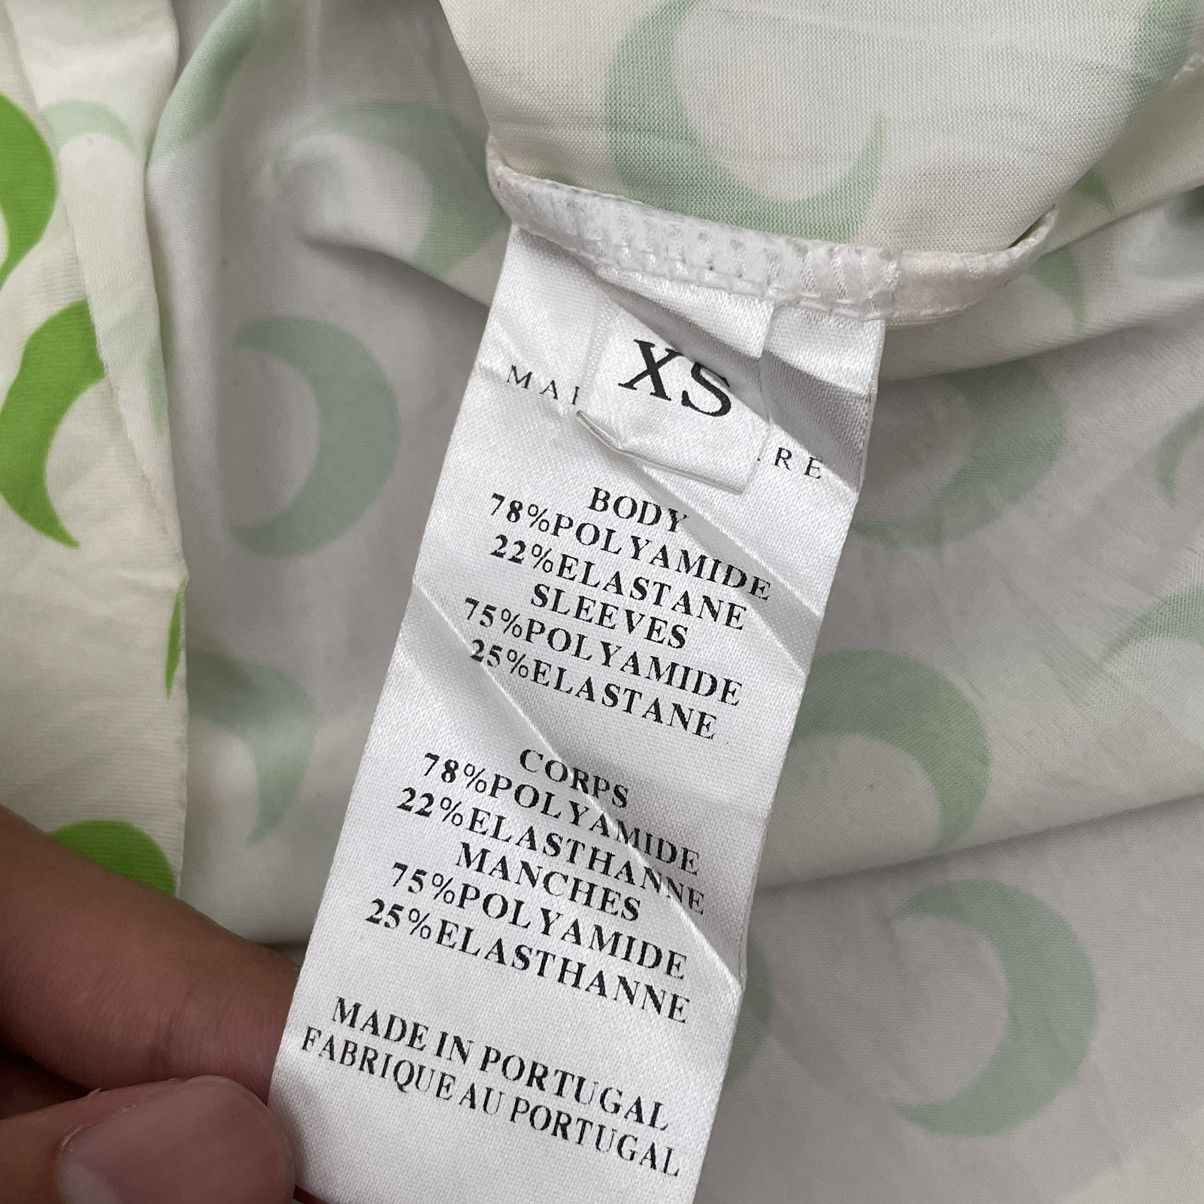 XS
BODY
78%POLYAMIDE
22%ELASTANE
SLEEVES
75%POLYAMIDE
25%ELASTANE
CORPS
78%POLYAMIDE
22%ELASTHANNE
MANCHES
75%POLYAMIDE
25%ELASTHANNE
MADE IN PORTUGAL
FABRIQUE AU PORTUGAL